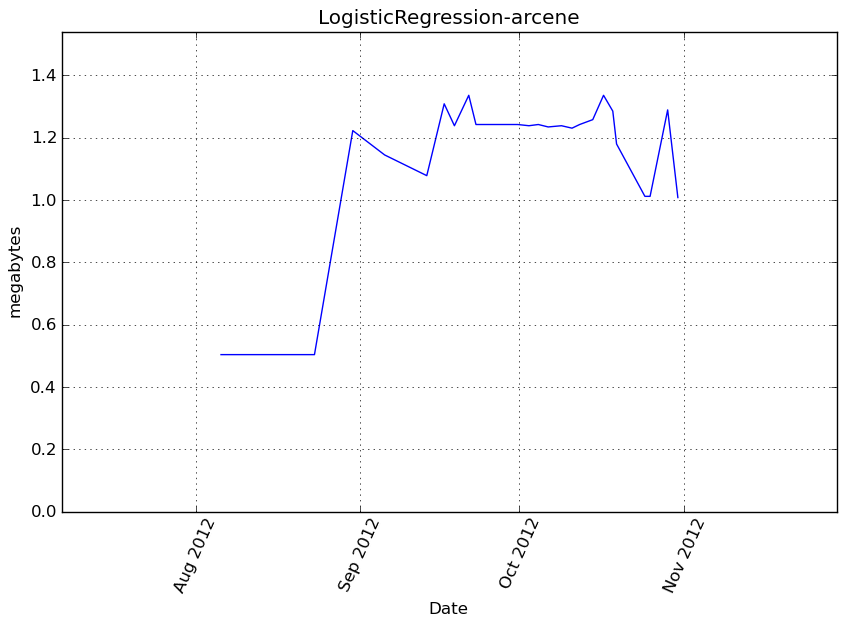 LogisticRegression-arcene
1.4
1.2
1.0
0.8
0.6
0.4
0.2
0.0
megabytes
Aug 2012
Sep 2012
Oct 2012
Nov 2012
Date